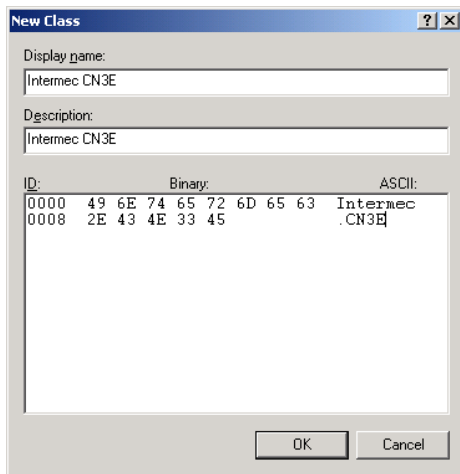 New Class
Display name:
Intermec CN3E
Description:
Intermec CN3E
ID: Binary: ASCII:
0000 49 6E 74 65 72 6D 65 63 Intermec
0008 2E 43 4E 33 45 .CN3E
OK Cancel